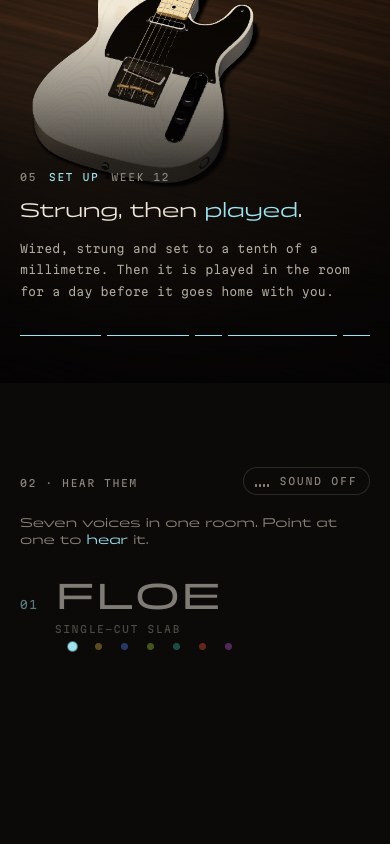 05 SET UP WEEK 12
Strung, then played.
Wired, strung and set to a tenth of a
millimetre. Then it is played in the room
for a day before it goes home with you.
02 · HEAR THEM
SOUND OFF
Seven voices in one room. Point at
one to hear it.
01 FLOE
SINGLE-CUT SLAB